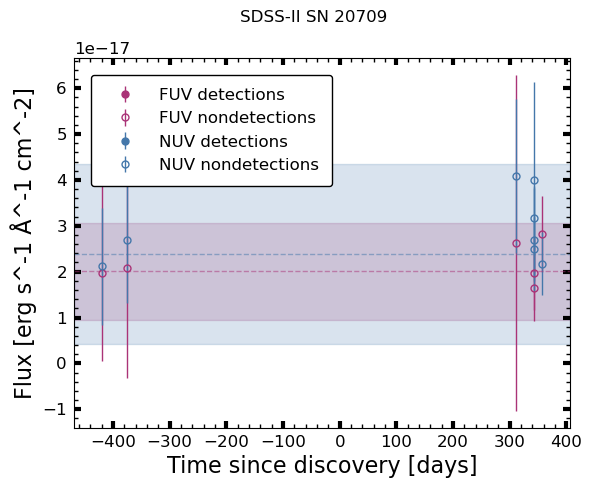 SDSS-II SN 20709
1e−17
FUV detections
FUV nondetections
NUV detections
NUV nondetections
6
5
4
3
2
1
0
−1
Flux [erg s^-1 Å^-1 cm^-2]
−400 −300 −200 −100 0 100 200 300 400
Time since discovery [days]